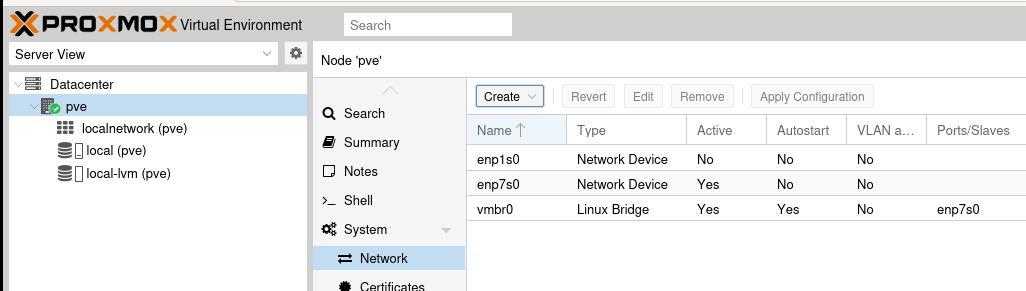 PROXMOX Virtual Environment Search
Server View
Node 'pve'
Datacenter
pve
localnetwork (pve)
local (pve)
local-lvm (pve)
Search
Summary
Notes
Shell
System
Network
Certificates
Create Revert Edit Remove Apply Configuration
Name Type Active Autostart VLAN a... Ports/Slaves
enp1s0 Network Device No No No
enp7s0 Network Device Yes No No
vmbr0 Linux Bridge Yes Yes No enp7s0